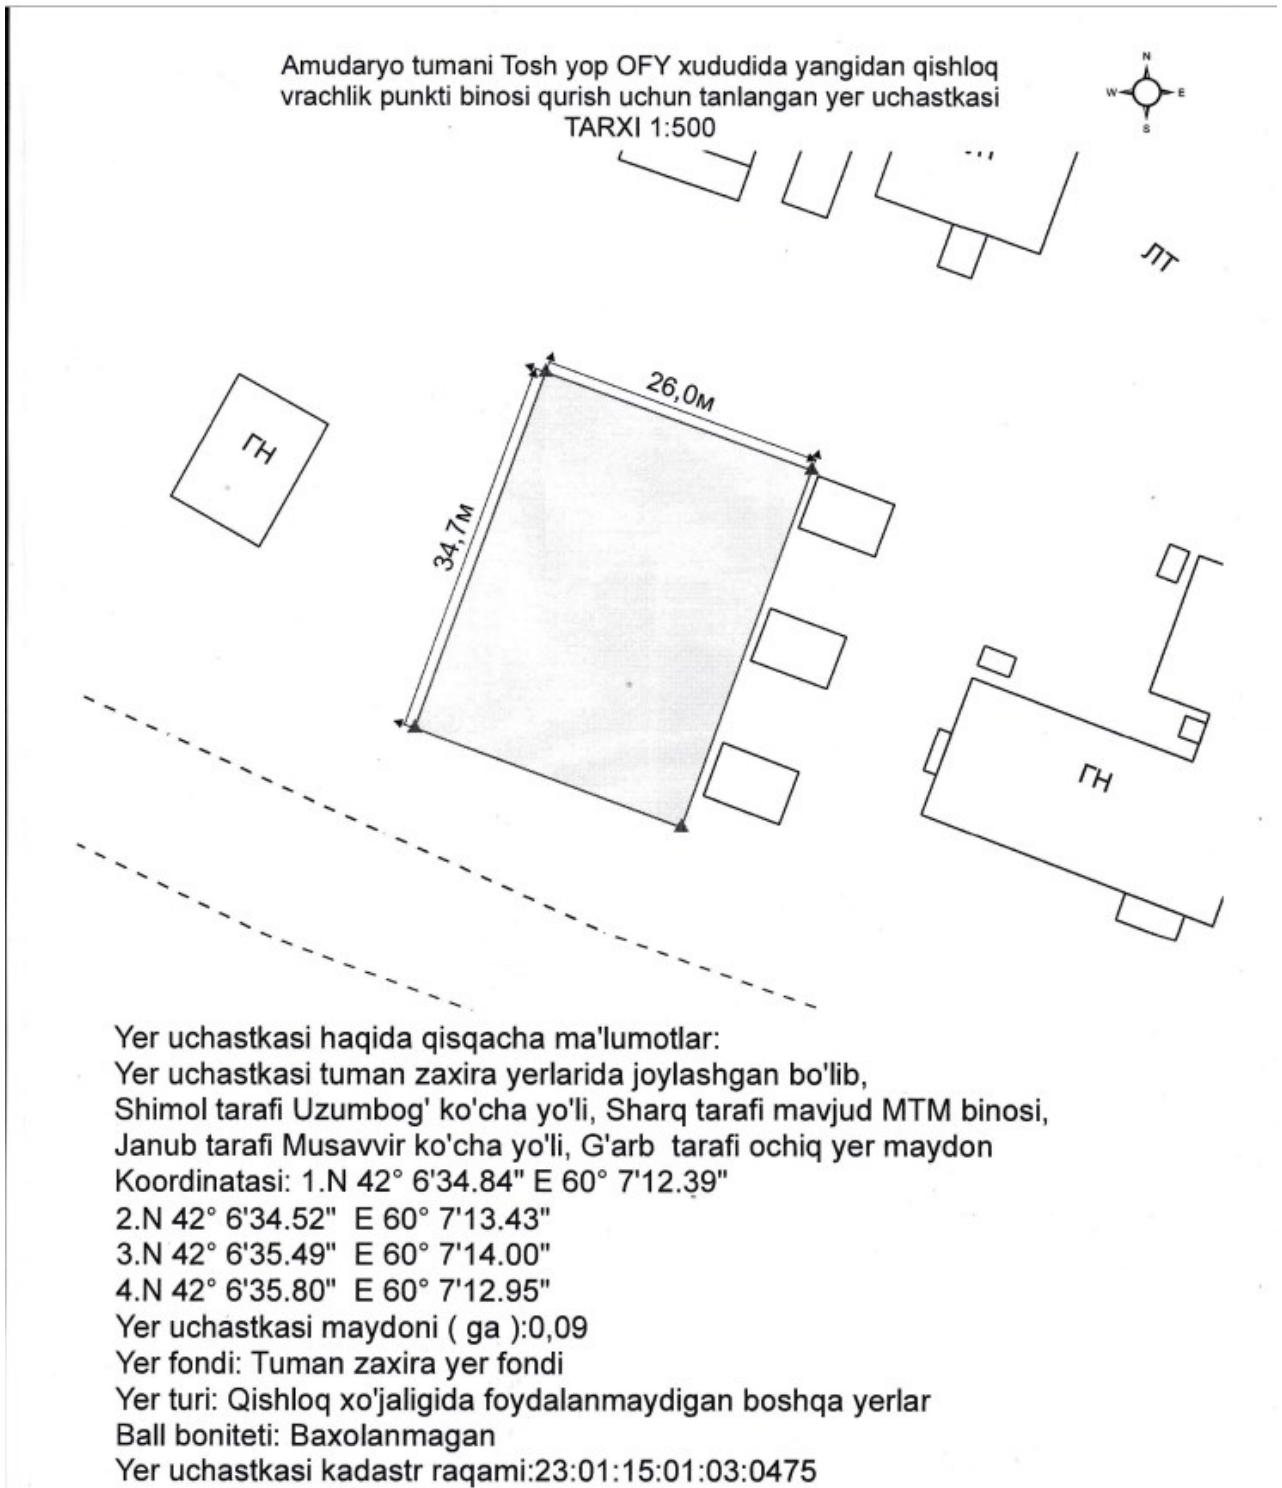 Amudaryo tumani Tosh yop OFY xududida yangidan qishloq
vrachlik punkti binosi qurish uchun tanlangan yer uchastkasi
TARXI 1:500
N
W E
S
ЛТ
26,0м
ГН
34,7м
ГН
Yer uchastkasi haqida qisqacha ma'lumotlar:
Yer uchastkasi tuman zaxira yerlarida joylashgan bo'lib,
Shimol tarafi Uzumbog' ko'cha yo'li, Sharq tarafi mavjud MTM binosi,
Janub tarafi Musavvir ko'cha yo'li, G'arb tarafi ochiq yer maydon
Koordinatasi: 1.N 42° 6'34.84" E 60° 7'12.39"
2.N 42° 6'34.52" E 60° 7'13.43"
3.N 42° 6'35.49" E 60° 7'14.00"
4.N 42° 6'35.80" E 60° 7'12.95"
Yer uchastkasi maydoni ( ga ):0,09
Yer fondi: Tuman zaxira yer fondi
Yer turi: Qishloq xo'jaligida foydalanmaydigan boshqa yerlar
Ball boniteti: Baxolanmagan
Yer uchastkasi kadastr raqami:23:01:15:01:03:0475